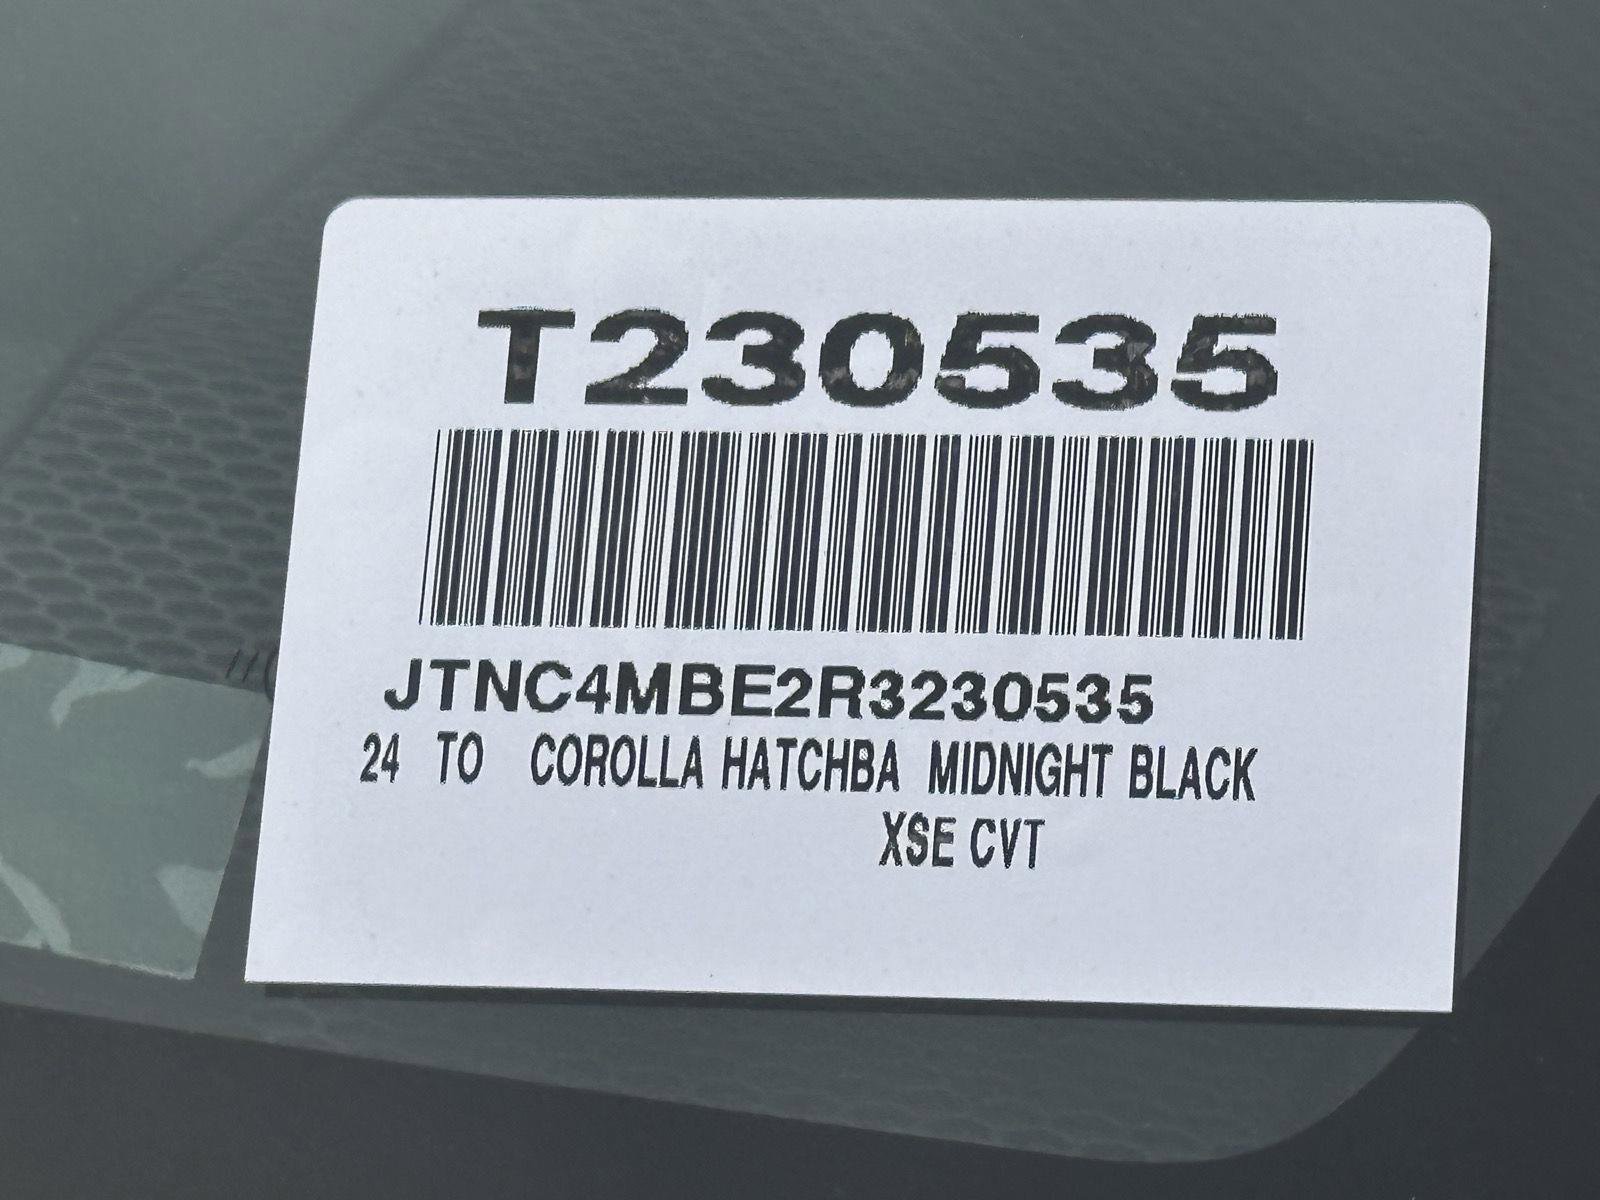 T230535
JTNC4MBE2R3230535
24 TO COROLLA HATCHBA MIDNIGHT BLACK
XSE CVT